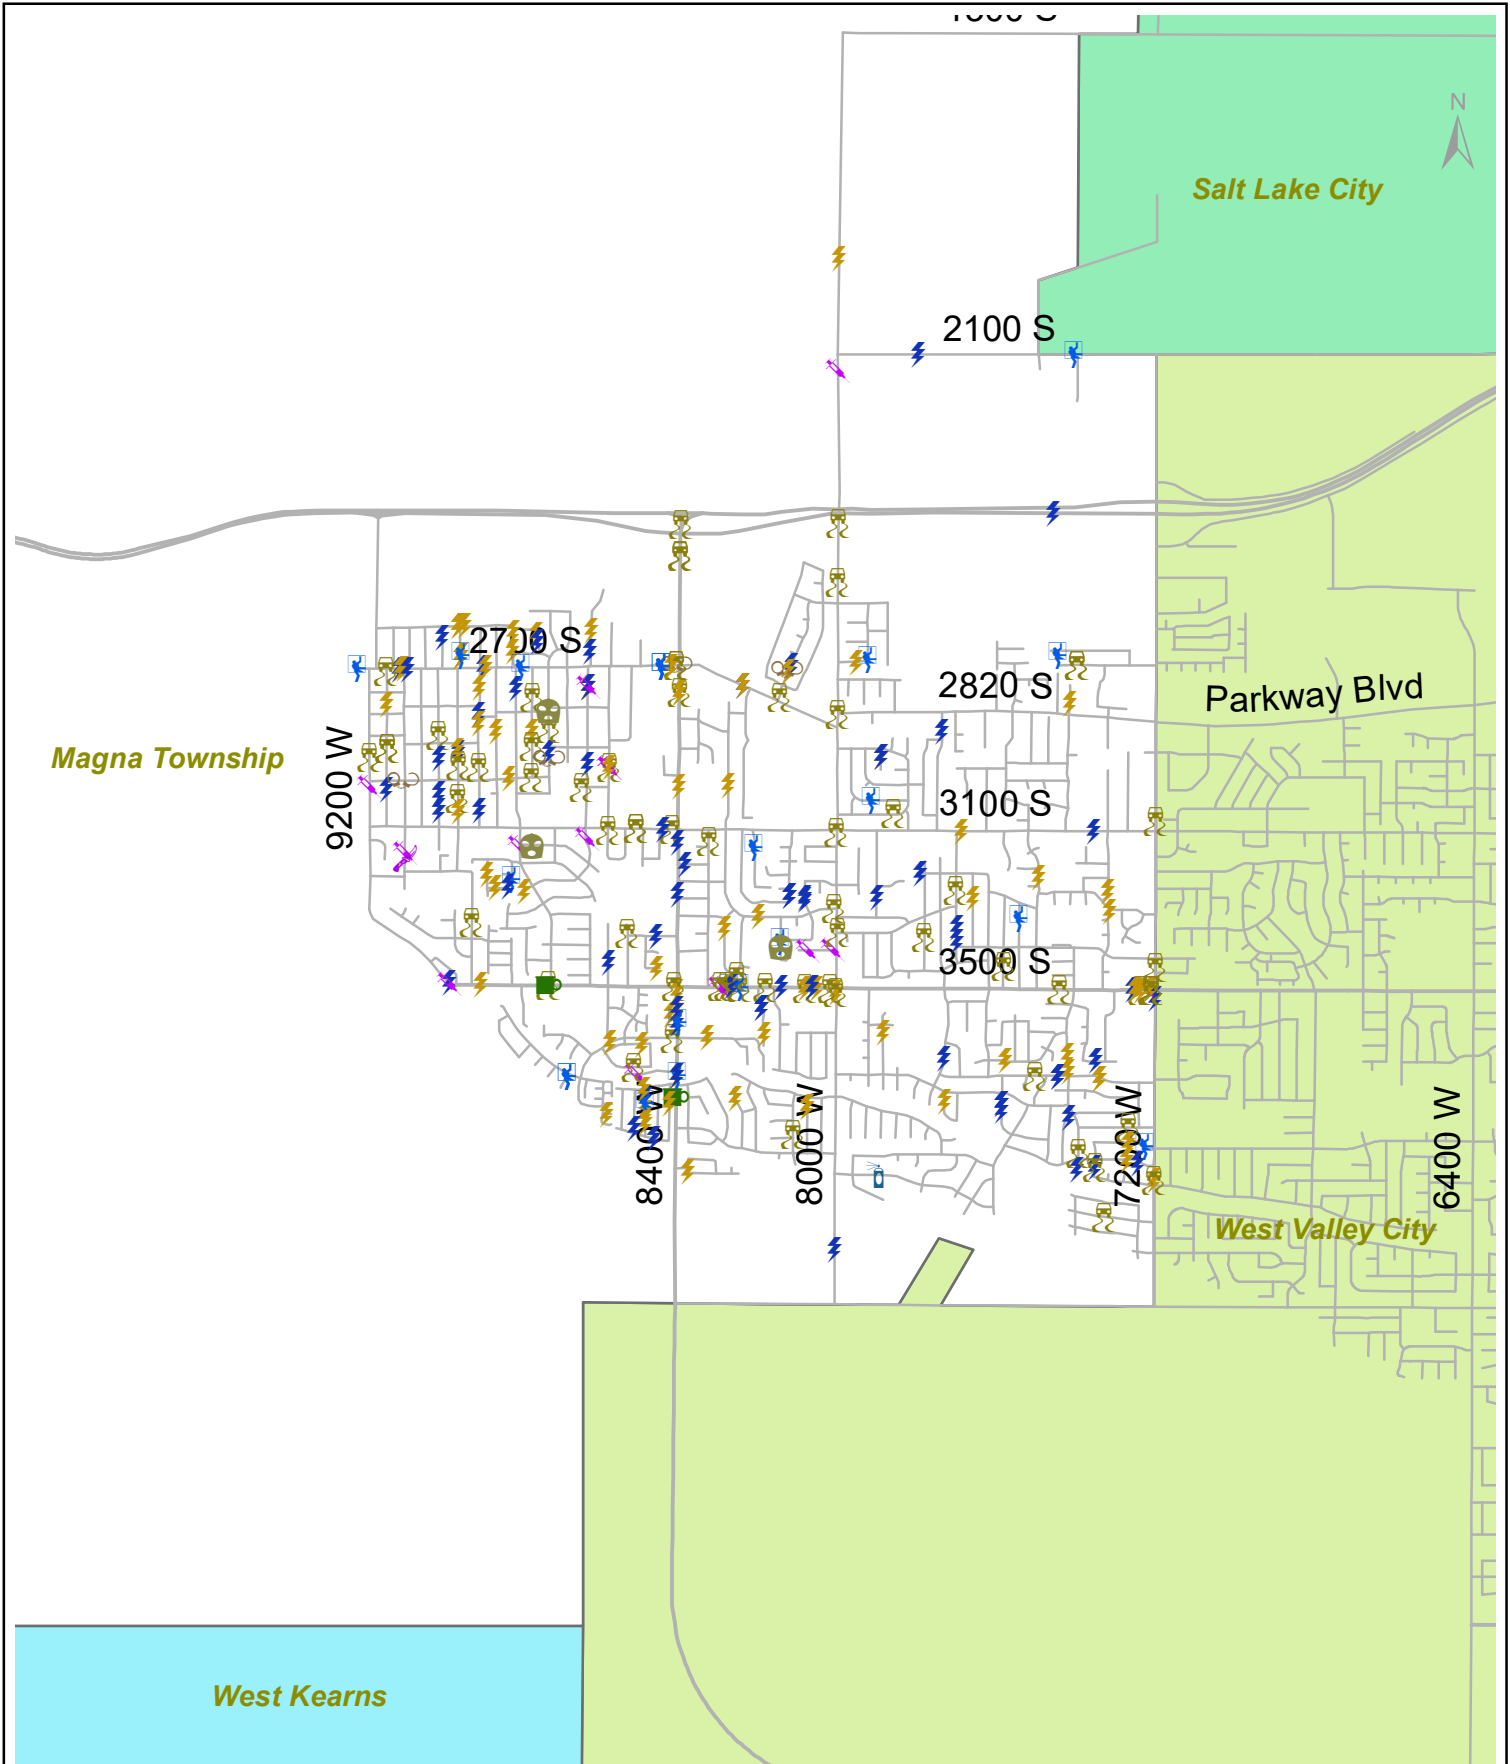 N
Salt Lake City
2100 S
2700 S
2820 S
Parkway Blvd
Magna Township
9200 W
3100 S
3500 S
8400 W
8000 W
7200 W
6400 W
West Valley City
West Kearns